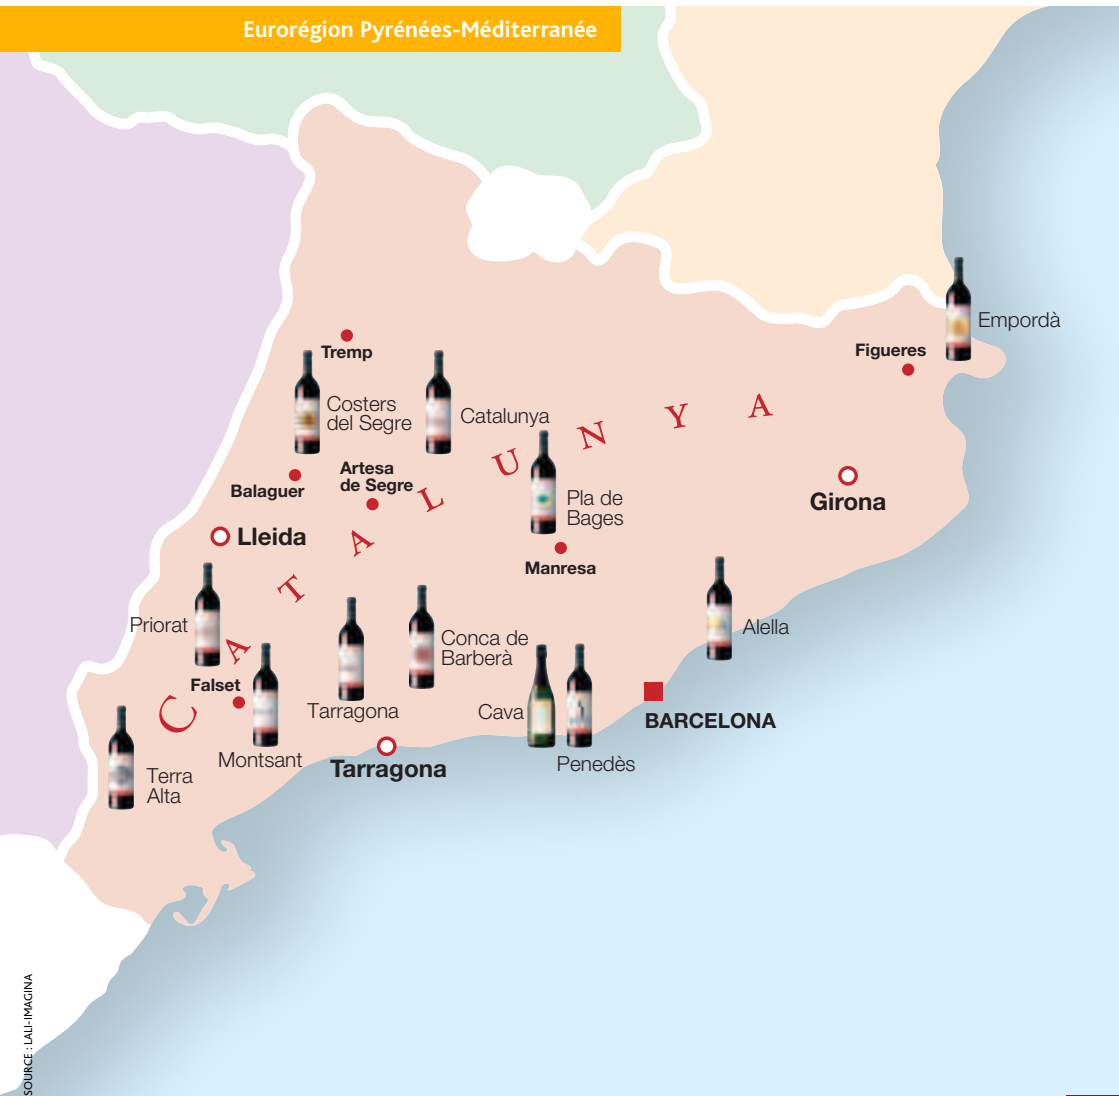 Eurorégion Pyrénées-Méditerranée
Empordà
Figueres
Tremp
Costers
del Segre
Catalunya
Artesa
de Segre
Balaguer
Pla de
Bages
Girona
Lleida
Manresa
CATALUNYA
Priorat
Conca de
Barberà
Alella
Falset
Tarragona
Cava
BARCELONA
Montsant
Tarragona
Penedès
Terra
Alta
SOURCE : LALI-IMAGINA